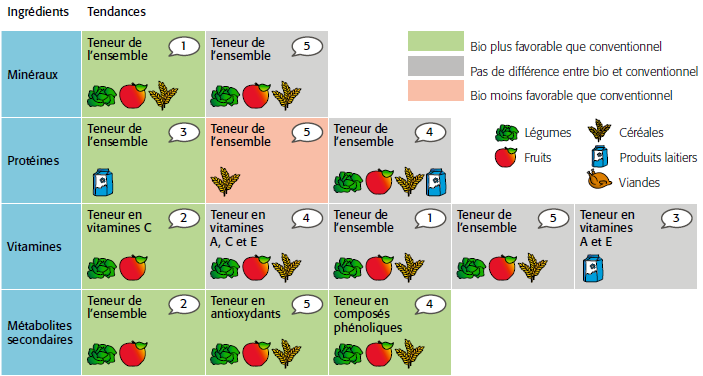 Ingrédients Tendances
Minéraux
Teneur de
l'ensemble
1
Teneur de
l'ensemble
5
Bio plus favorable que conventionnel
Pas de différence entre bio et conventionnel
Bio moins favorable que conventionnel
Légumes
Céréales
Fruits
Produits laitiers
Viandes
Protéines
Teneur de
l'ensemble
3
Teneur de
l'ensemble
5
Teneur de
l'ensemble
4
Vitamines
Teneur en
vitamines C
2
Teneur en
vitamines
A, C et E
4
Teneur de
l'ensemble
1
Teneur de
l'ensemble
5
Teneur en
vitamines
A et E
3
Métabolites
secondaires
Teneur de
l'ensemble
2
Teneur en
antioxydants
5
Teneur en
composés
phénoliques
4